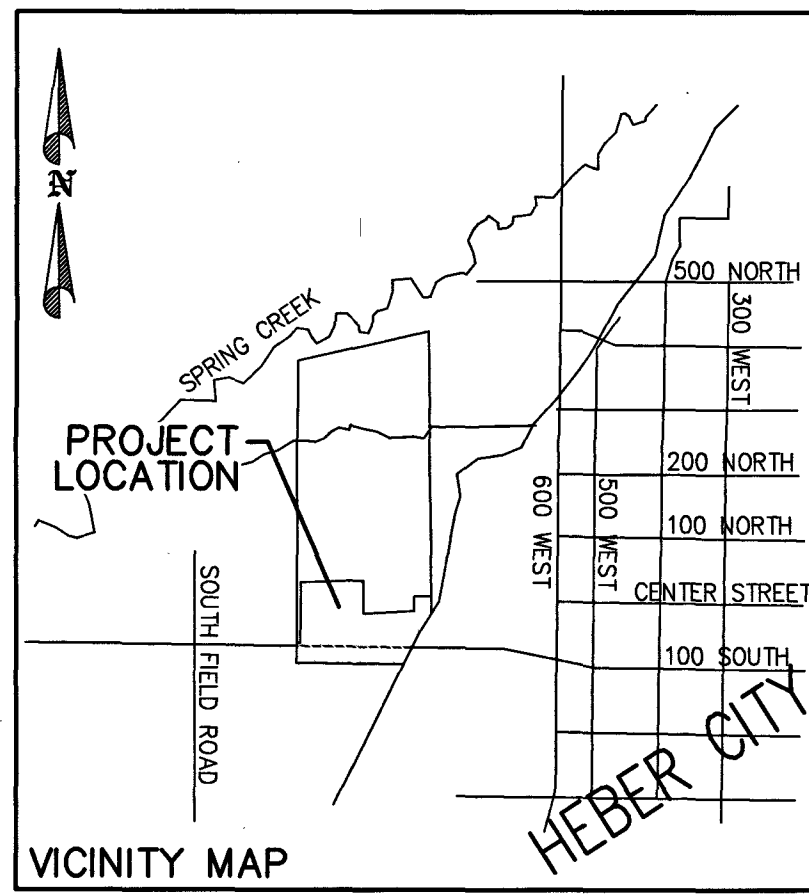 N
500 NORTH
300 WEST
SPRING CREEK
PROJECT
LOCATION
200 NORTH
600 WEST
500 WEST
100 NORTH
SOUTH FIELD ROAD
CENTER STREET
100 SOUTH
HEBER CITY
VICINITY MAP